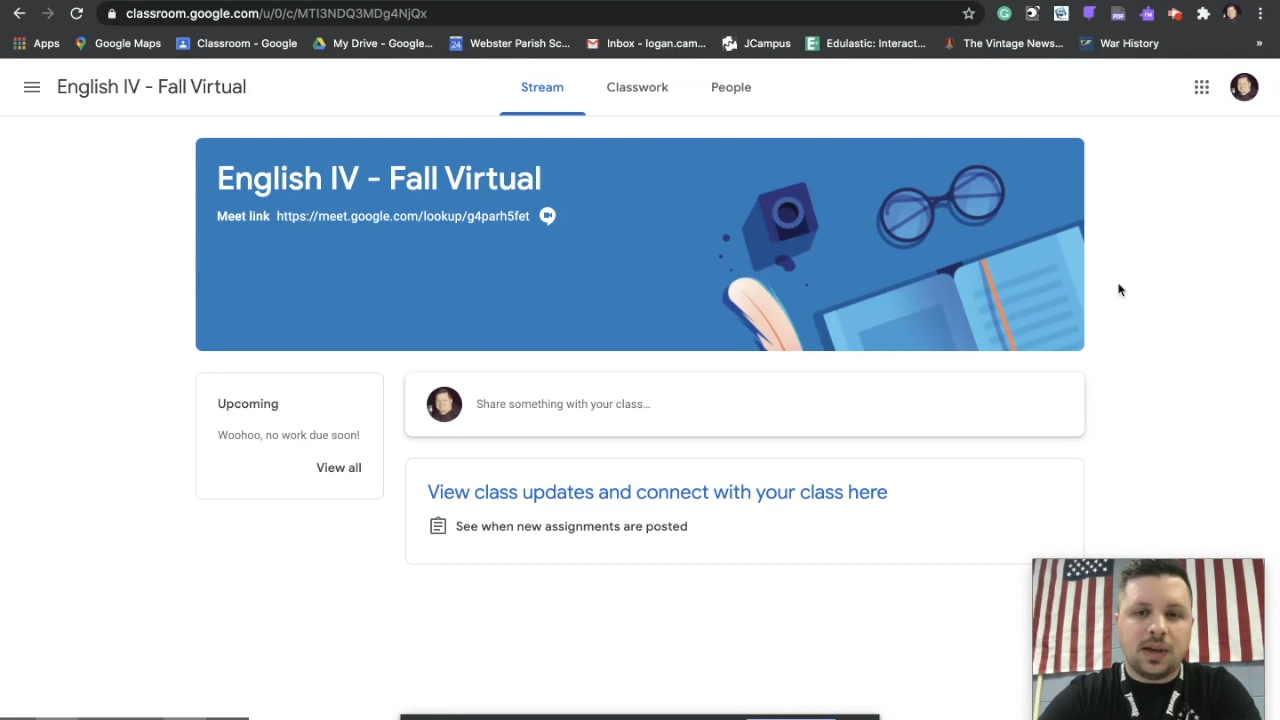 classroom.google.com/u/0/c/MTI3NDQ3MDg4NjQx
Apps Google Maps Classroom - Google My Drive - Google... Webster Parish Sc... Inbox - logan.cam... JCampus Edulastic: Interact... The Vintage News... War History »
English IV - Fall Virtual
Stream Classwork People
English IV - Fall Virtual
Meet link https://meet.google.com/lookup/g4parh5fet
Upcoming
Woohoo, no work due soon!
View all
Share something with your class...
View class updates and connect with your class here
See when new assignments are posted